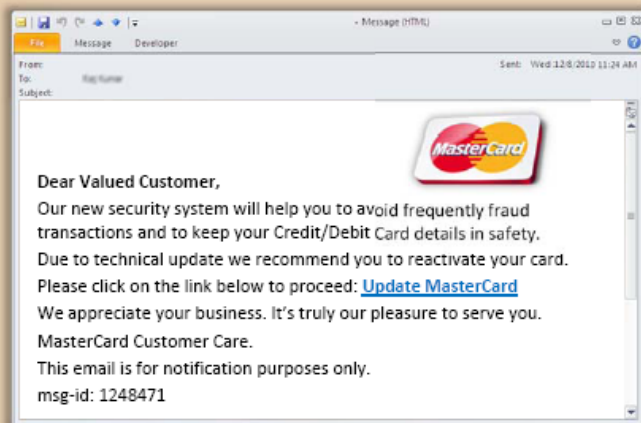 - Message (HTML)
File Message Developer
From: Sent: Wed 12/8/2010 11:24 AM
To: Raj Kumar
Subject:
MasterCard
Dear Valued Customer,
Our new security system will help you to avoid frequently fraud
transactions and to keep your Credit/Debit Card details in safety.
Due to technical update we recommend you to reactivate your card.
Please click on the link below to proceed: Update MasterCard
We appreciate your business. It's truly our pleasure to serve you.
MasterCard Customer Care.
This email is for notification purposes only.
msg-id: 1248471